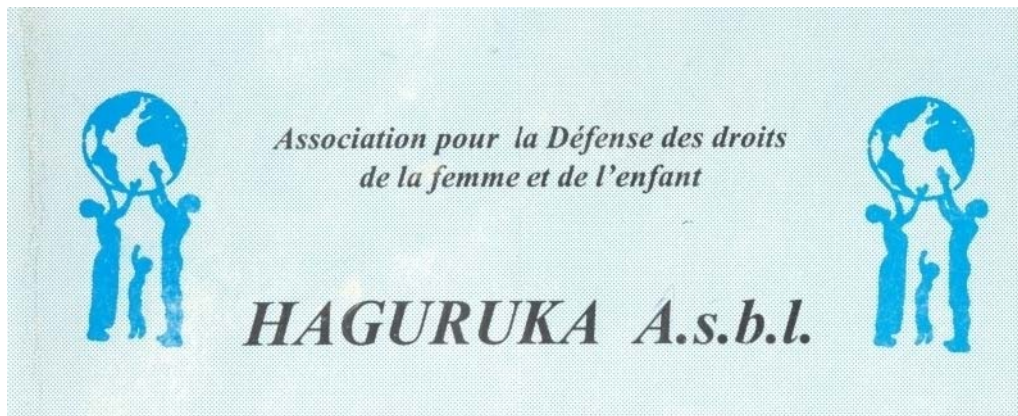 Association pour la Défense des droits
de la femme et de l'enfant
HAGURUKA A.s.b.l.